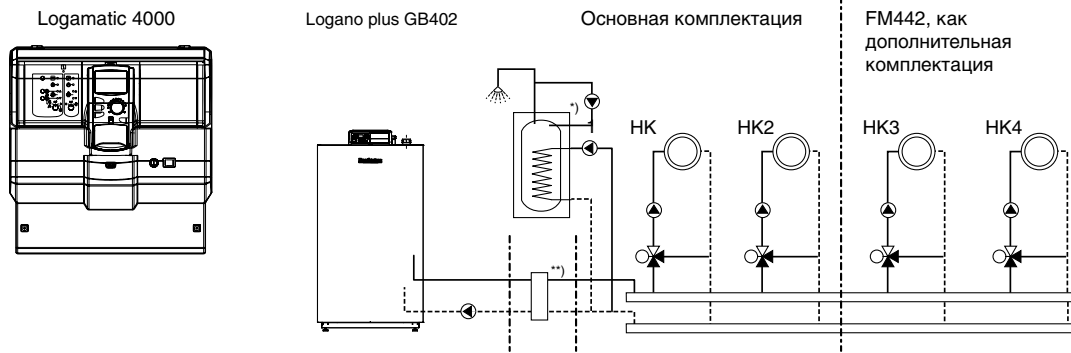 Logamatic 4000
Logano plus GB402
Основная комплектация
FM442, как
дополнительная
комплектация
*)
HK
HK2
HK3
HK4
**)